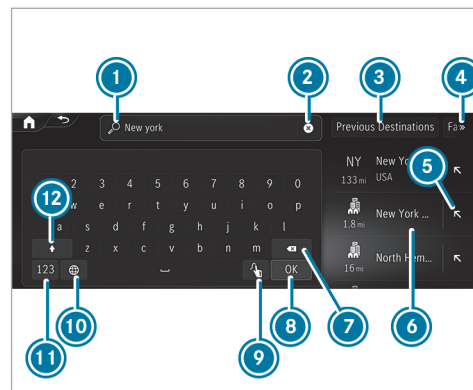 1
2
3
4
New york
Previous Destinations
Fa»
NY
New Yo
133 mi
USA
5
2 3 4 5 6 7 8 9 0
12
w e r t y u i o p
a s d f g h j k l
1.8 mi
New York ...
z x c v b n m
123
OK
16 mi
North Hem...
11
10
9
8
7
6